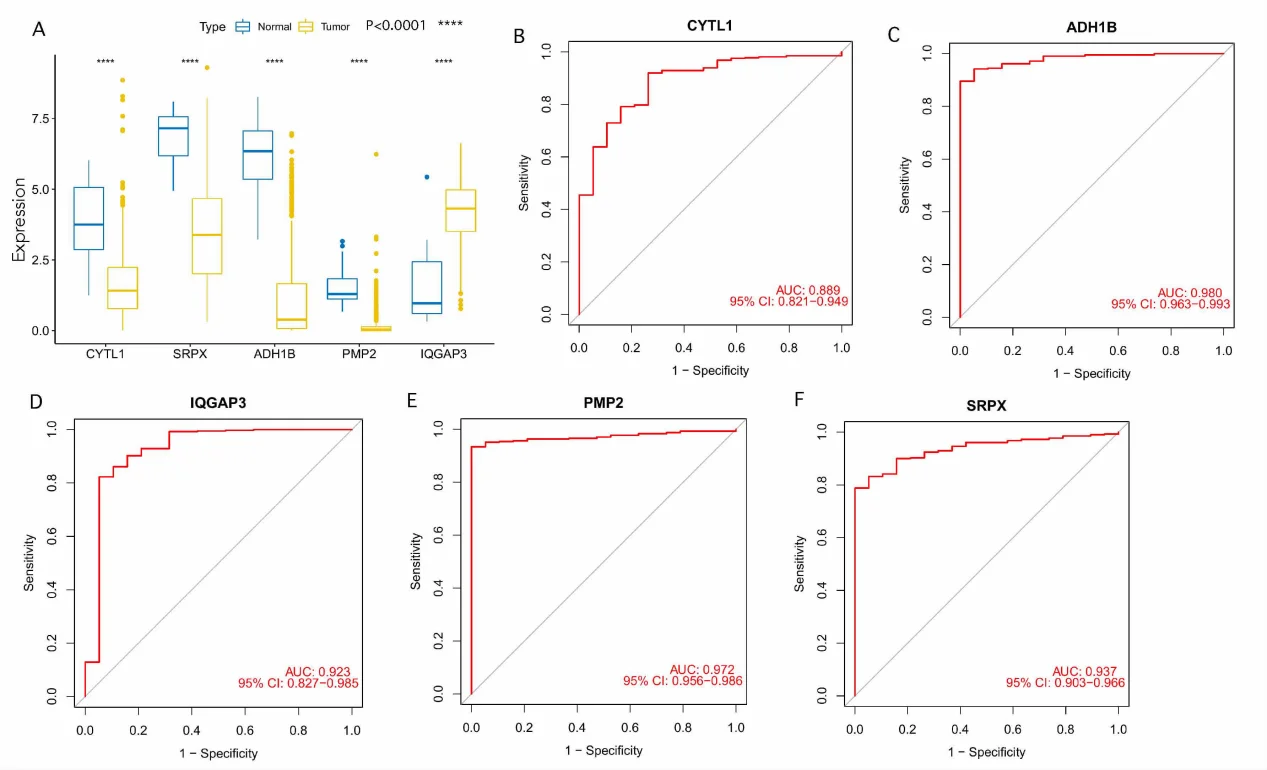 A
Type Normal Tumor P<0.0001 ****
**** **** **** **** ****
Expression
7.5
5.0
2.5
0.0
CYTL1 SRPX ADH1B PMP2 IQGAP3
B
CYTL1
Sensitivity
1.0
0.8
0.6
0.4
0.2
0.0
AUC: 0.889
95% CI: 0.821−0.949
0.0 0.2 0.4 0.6 0.8 1.0
1 − Specificity
C
ADH1B
Sensitivity
1.0
0.8
0.6
0.4
0.2
0.0
AUC: 0.980
95% CI: 0.963−0.993
0.0 0.2 0.4 0.6 0.8 1.0
1 − Specificity
D
IQGAP3
Sensitivity
1.0
0.8
0.6
0.4
0.2
0.0
AUC: 0.923
95% CI: 0.827−0.985
0.0 0.2 0.4 0.6 0.8 1.0
1 − Specificity
E
PMP2
Sensitivity
1.0
0.8
0.6
0.4
0.2
0.0
AUC: 0.972
95% CI: 0.956−0.986
0.0 0.2 0.4 0.6 0.8 1.0
1 − Specificity
F
SRPX
Sensitivity
1.0
0.8
0.6
0.4
0.2
0.0
AUC: 0.937
95% CI: 0.903−0.966
0.0 0.2 0.4 0.6 0.8 1.0
1 − Specificity